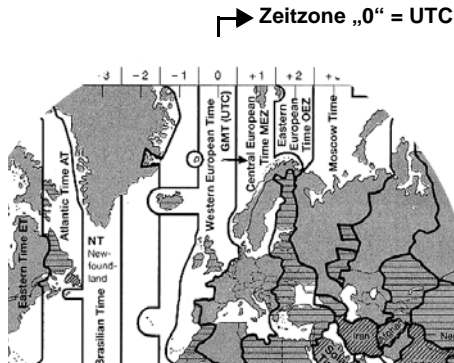 Zeitzone „0“ = UTC
-3 -2 -1 0 +1 +2
Eastern Time ET
Atlantic Time AT
NT
New-
found-
land
Brasilian Time
Western European Time
GMT (UTC)
Central European
Time MEZ
Eastern
European
Time OEZ
Moscow Time
Iran